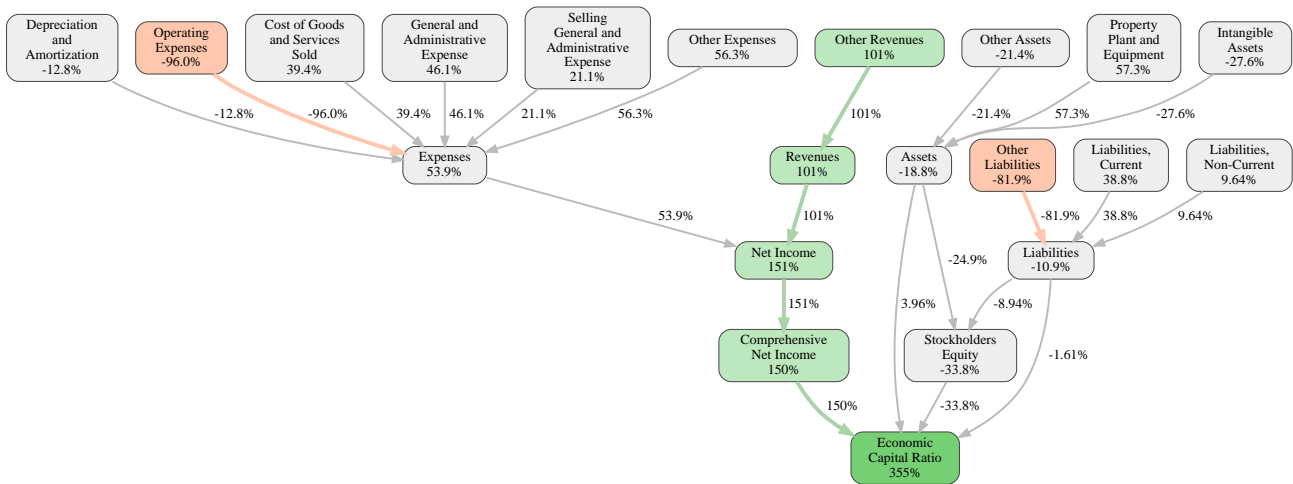 Depreciation
and
Amortization
-12.8%
Operating
Expenses
-96.0%
Cost of Goods
and Services
Sold
39.4%
General and
Administrative
Expense
46.1%
Selling
General and
Administrative
Expense
21.1%
Other Expenses
56.3%
Other Revenues
101%
Other Assets
-21.4%
Property
Plant and
Equipment
57.3%
Intangible
Assets
-27.6%
-12.8%
-96.0%
39.4%
46.1%
21.1%
56.3%
101%
-21.4%
57.3%
-27.6%
Expenses
53.9%
Revenues
101%
Assets
-18.8%
Other
Liabilities
-81.9%
Liabilities,
Current
38.8%
Liabilities,
Non-Current
9.64%
53.9%
101%
-81.9%
38.8%
9.64%
Net Income
151%
Liabilities
-10.9%
-24.9%
151%
3.96%
-8.94%
Comprehensive
Net Income
150%
Stockholders
Equity
-33.8%
-1.61%
150%
-33.8%
Economic
Capital Ratio
355%